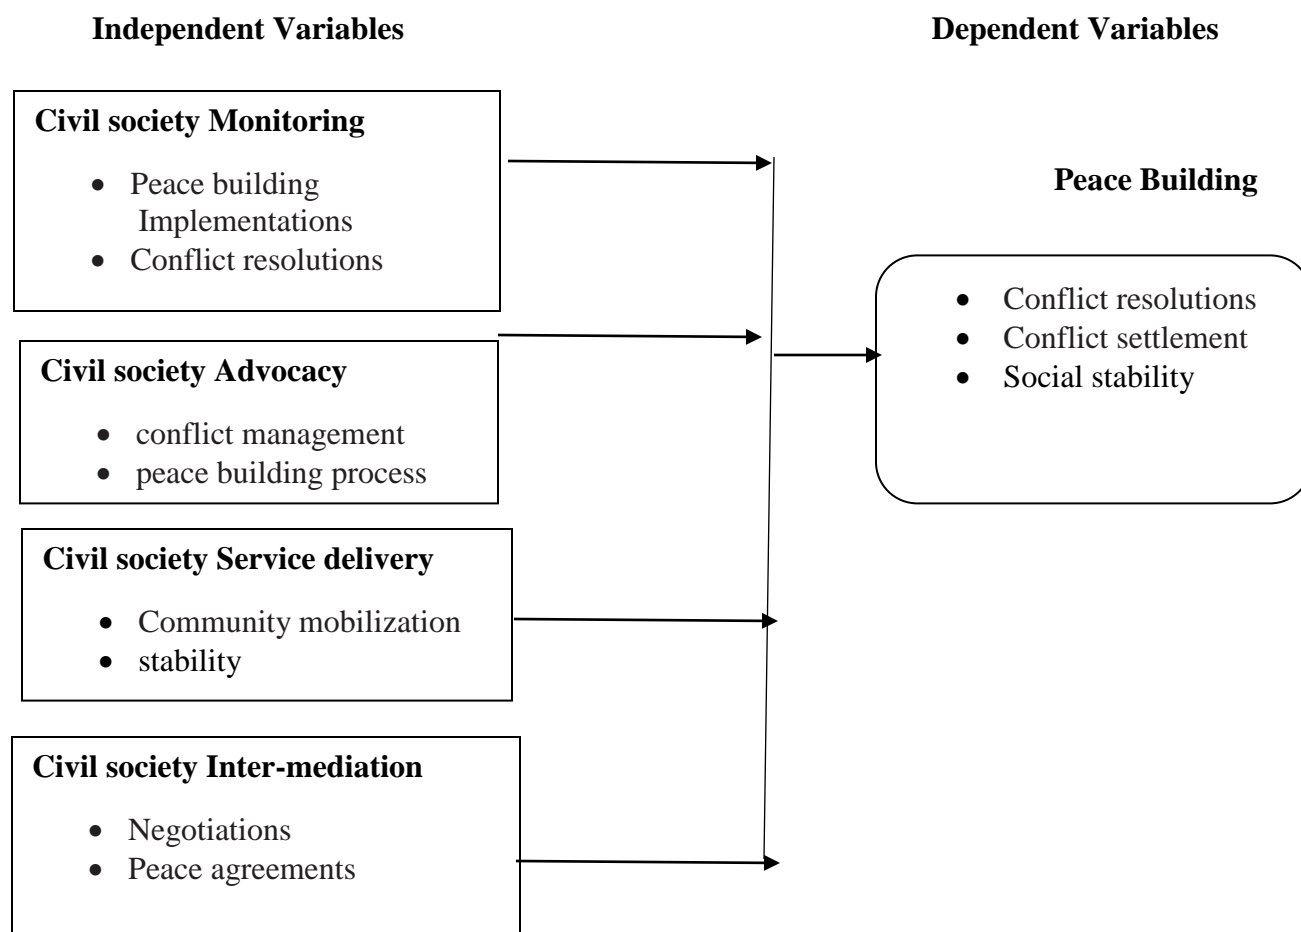 Independent Variables
Dependent Variables
Civil society Monitoring
• Peace building
Implementations
• Conflict resolutions
Civil society Advocacy
• conflict management
• peace building process
Civil society Service delivery
• Community mobilization
• stability
Civil society Inter-mediation
• Negotiations
• Peace agreements
Peace Building
• Conflict resolutions
• Conflict settlement
• Social stability